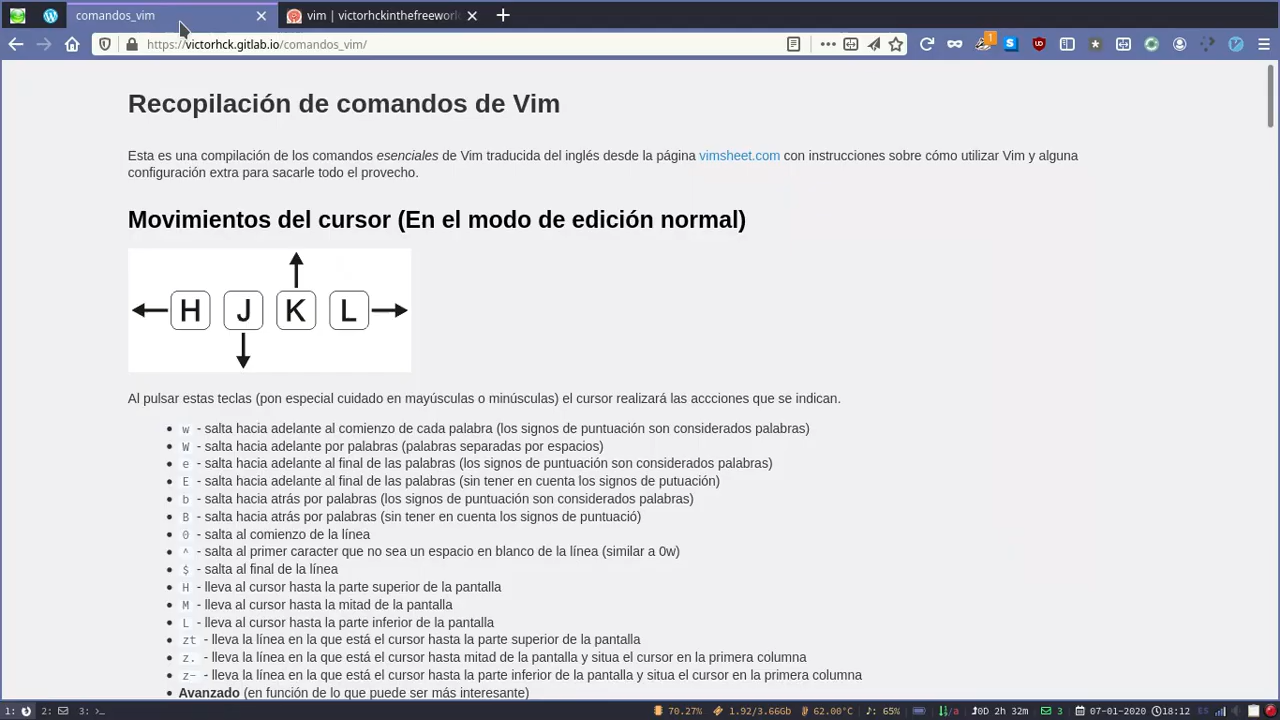 comandos_vim
vim | victorhckinthefreeworl
https://victorhck.gitlab.io/comandos_vim/
1
Recopilación de comandos de Vim
Esta es una compilación de los comandos esenciales de Vim traducida del inglés desde la página vimsheet.com con instrucciones sobre cómo utilizar Vim y alguna
configuración extra para sacarle todo el provecho.
Movimientos del cursor (En el modo de edición normal)
H J K L
Al pulsar estas teclas (pon especial cuidado en mayúsculas o minúsculas) el cursor realizará las accciones que se indican.
w - salta hacia adelante al comienzo de cada palabra (los signos de puntuación son considerados palabras)
W - salta hacia adelante por palabras (palabras separadas por espacios)
e - salta hacia adelante al final de las palabras (los signos de puntuación son considerados palabras)
E - salta hacia adelante al final de las palabras (sin tener en cuenta los signos de putuación)
b - salta hacia atrás por palabras (los signos de puntuación son considerados palabras)
B - salta hacia atrás por palabras (sin tener en cuenta los signos de puntuació)
0 - salta al comienzo de la línea
^ - salta al primer caracter que no sea un espacio en blanco de la línea (similar a 0w)
$ - salta al final de la línea
H - lleva al cursor hasta la parte superior de la pantalla
M - lleva al cursor hasta la mitad de la pantalla
L - lleva al cursor hasta la parte inferior de la pantalla
zt - lleva la línea en la que está el cursor hasta la parte superior de la pantalla
z. - lleva la línea en la que está el cursor hasta mitad de la pantalla y situa el cursor en la primera columna
z- - lleva la línea en la que está el cursor hasta la parte inferior de la pantalla y situa el cursor en la primera columna
Avanzado (en función de lo que puede ser más interesante)
1: 2: 3: 70.27% 1.92/3.66Gb 62.00°C : 65% /a 0D 2h 32m 3 07-01-2020 18:12 ES